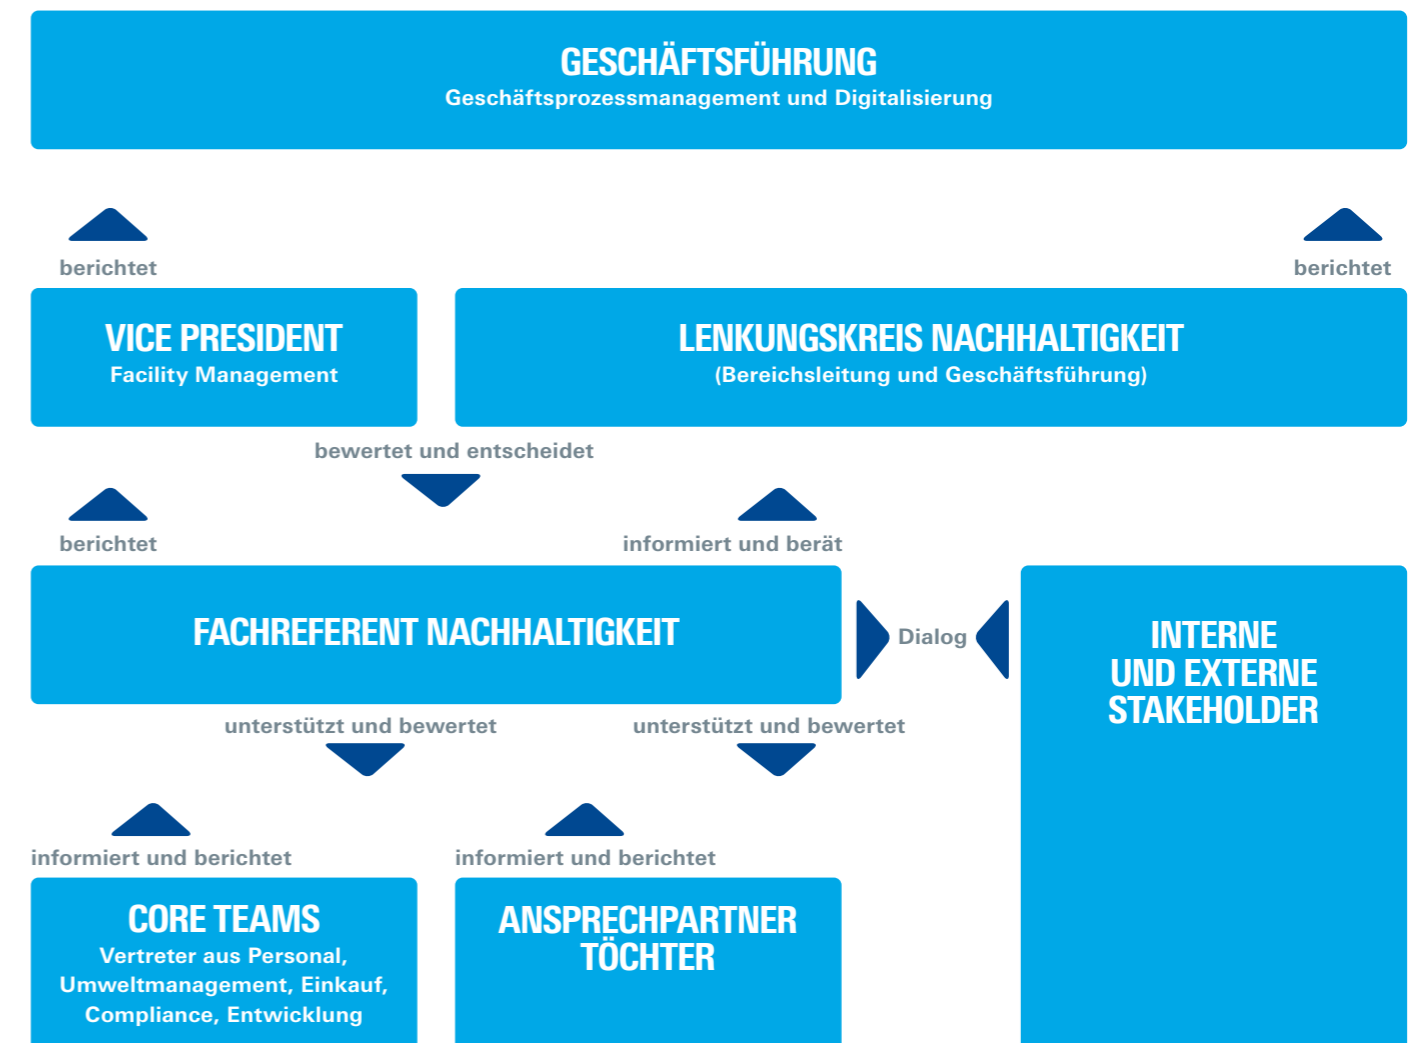 GESCHÄFTSFÜHRUNG
Geschäftsprozessmanagement und Digitalisierung
berichtet
berichtet
VICE PRESIDENT
Facility Management
LENKUNGSKREIS NACHHALTIGKEIT
(Bereichsleitung und Geschäftsführung)
bewertet und entscheidet
berichtet
informiert und berät
FACHREFERENT NACHHALTIGKEIT
Dialog
INTERNE
UND EXTERNE
STAKEHOLDER
unterstützt und bewertet
unterstützt und bewertet
informiert und berichtet
informiert und berichtet
CORE TEAMS
Vertreter aus Personal,
Umweltmanagement, Einkauf,
Compliance, Entwicklung
ANSPRECHPARTNER
TÖCHTER